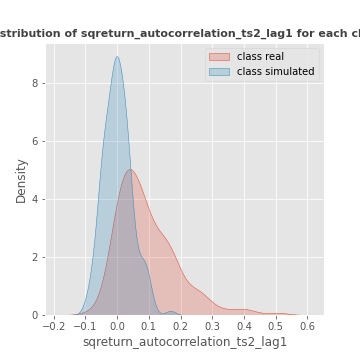 stribution of sqreturn_autocorrelation_ts2_lag1 for each cl
class real
class simulated
8
6
4
2
0
Density
−0.2 −0.1 0.0 0.1 0.2 0.3 0.4 0.5 0.6
sqreturn_autocorrelation_ts2_lag1